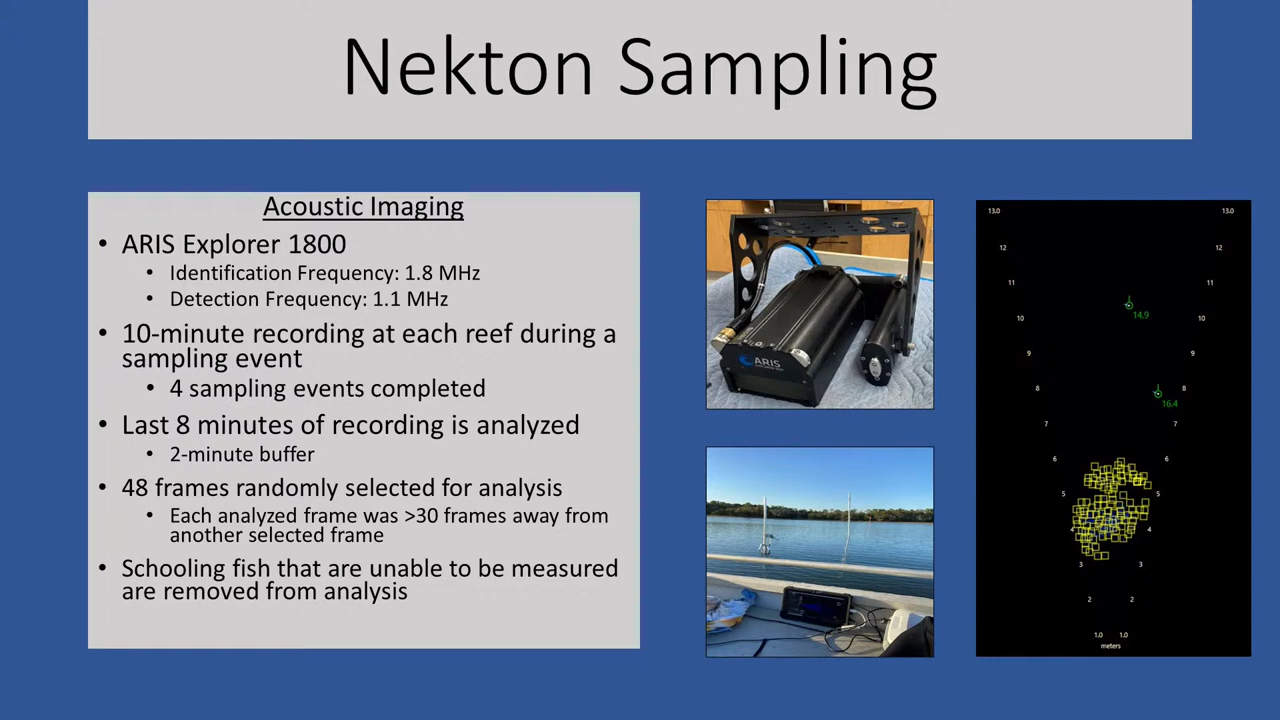 Nekton Sampling
Acoustic Imaging
• ARIS Explorer 1800
• Identification Frequency: 1.8 MHz
• Detection Frequency: 1.1 MHz
• 10-minute recording at each reef during a
sampling event
• 4 sampling events completed
• Last 8 minutes of recording is analyzed
• 2-minute buffer
• 48 frames randomly selected for analysis
• Each analyzed frame was >30 frames away from
another selected frame
• Schooling fish that are unable to be measured
are removed from analysis
ARIS
13.0 13.0
12 12
11 11
14.9
10 10
9 9
8 8
16.4
7 7
6 6
5 5
4
3 3
2 2
1.0 1.0
meters